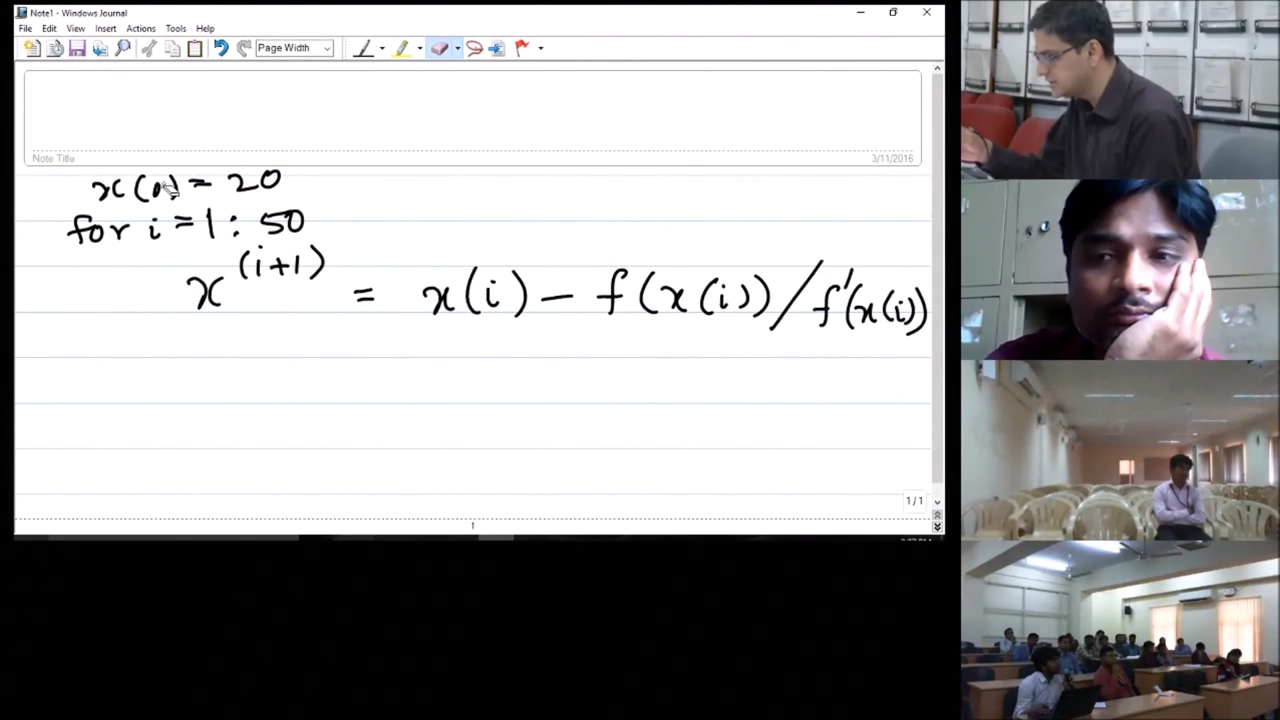 Note1 - Windows Journal
File Edit View Insert Actions Tools Help
Page Width
Note Title
3/11/2016
x(0) = 20
for i = 1 : 50
x^(i+1) = x(i) - f(x(i)) / f'(x(i))
1/1
1